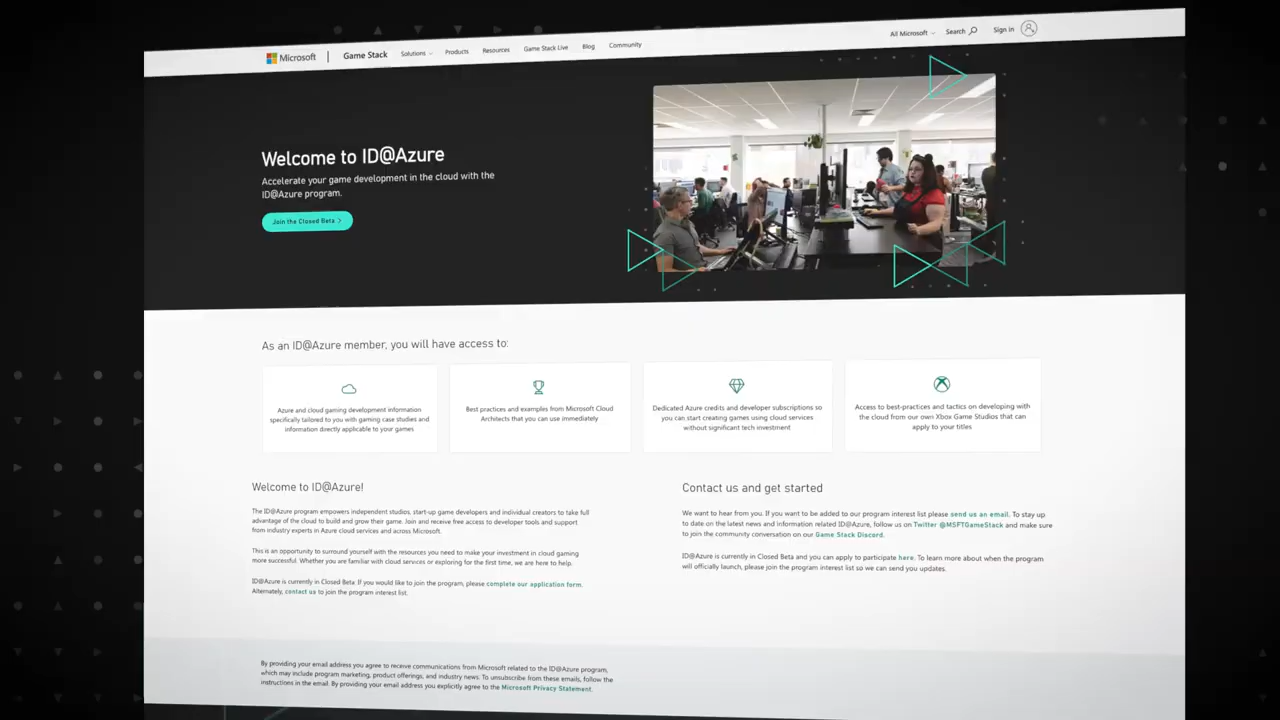 Microsoft
Game Stack
Solutions
Products
Resources
Game Stack Live
Blog
Community
All Microsoft
Search
Sign in
Welcome to ID@Azure
Accelerate your game development in the cloud with the
ID@Azure program.
Join the Closed Beta >
As an ID@Azure member, you will have access to:
Azure and cloud gaming development information
specifically tailored to you with gaming case studies and
information directly applicable to your games
Best practices and examples from Microsoft Cloud
Architects that you can use immediately
Dedicated Azure credits and developer subscriptions so
you can start creating games using cloud services
without significant tech investment
Access to best-practices and tactics on developing with
the cloud from our own Xbox Game Studios that can
apply to your titles
Welcome to ID@Azure!
The ID@Azure program empowers independent studios, start-up game developers and individual creators to take full
advantage of the cloud to build and grow their game. Join and receive free access to developer tools and support
from industry experts in Azure cloud services and across Microsoft.
This is an opportunity to surround yourself with the resources you need to make your investment in cloud gaming
more successful. Whether you are familiar with cloud services or exploring for the first time, we are here to help.
ID@Azure is currently in Closed Beta. If you would like to join the program, please complete our application form.
Alternately, contact us to join the program interest list.
Contact us and get started
We want to hear from you. If you want to be added to our program interest list please send us an email. To stay up
to date on the latest news and information related ID@Azure, follow us on Twitter @MSFTGameStack and make sure
to join the community conversation on our Game Stack Discord.
ID@Azure is currently in Closed Beta and you can apply to participate here. To learn more about when the program
will officially launch, please join the program interest list so we can send you updates.
By providing your email address you agree to receive communications from Microsoft related to the ID@Azure program,
which may include program marketing, product offerings, and industry news. To unsubscribe from these emails, follow the
instructions in the email. By providing your email address you explicitly agree to the Microsoft Privacy Statement.